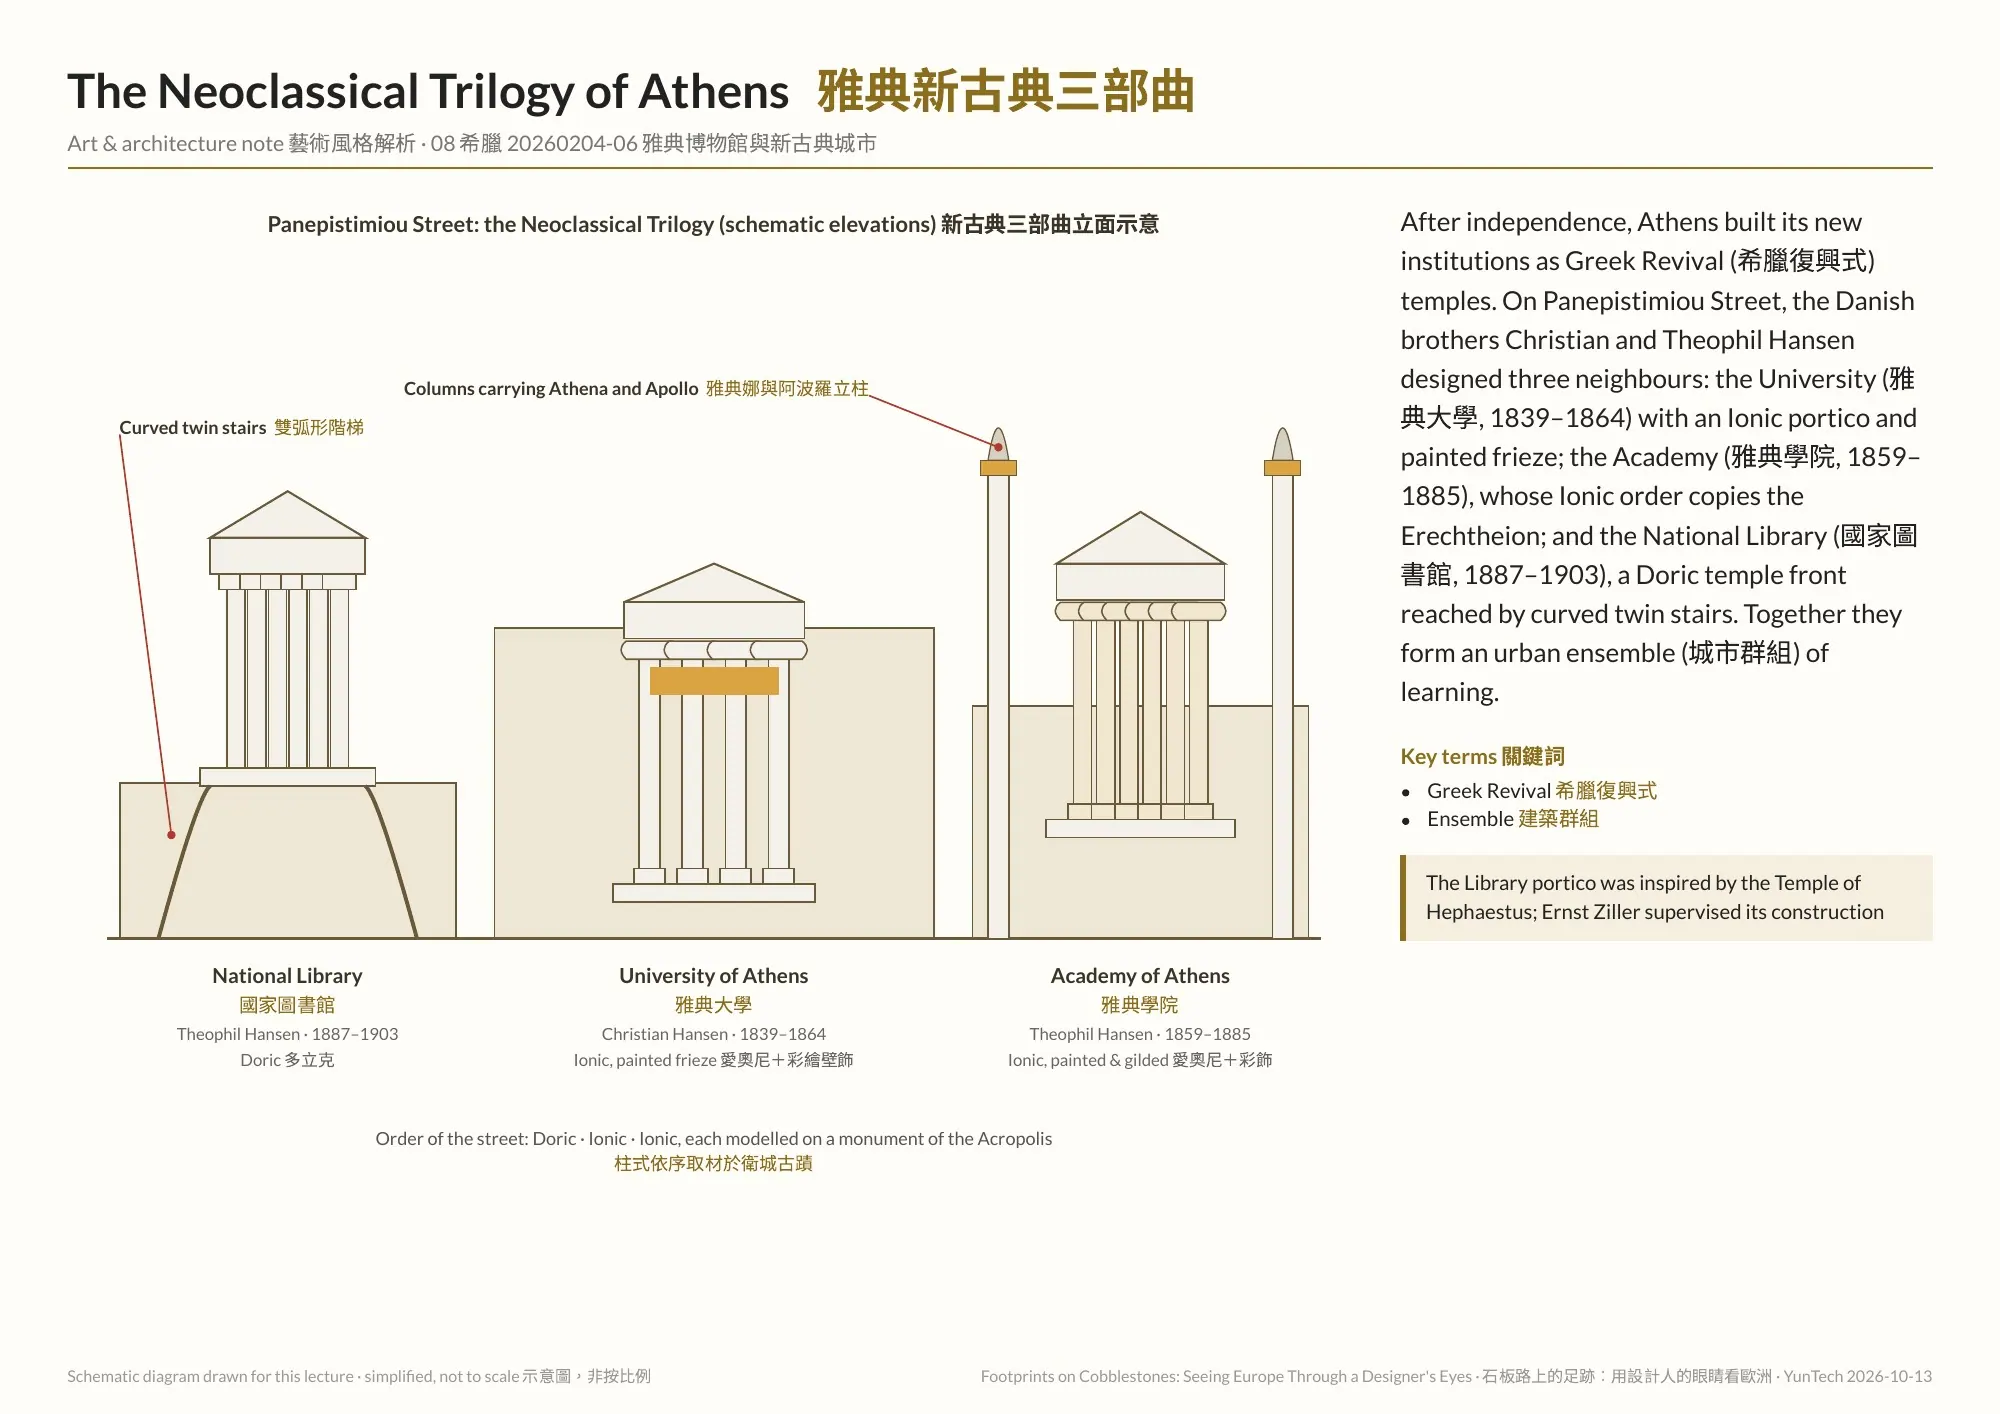 The Neoclassical Trilogy of Athens 雅典新古典三部曲
Art & architecture note 藝術風格解析 · 08 希臘 20260204-06 雅典博物館與新古典城市
Panepistimiou Street: the Neoclassical Trilogy (schematic elevations) 新古典三部曲立面示意
Columns carrying Athena and Apollo 雅典娜與阿波羅立柱
Curved twin stairs 雙弧形階梯
National Library
國家圖書館
Theophil Hansen · 1887–1903
Doric 多立克
University of Athens
雅典大學
Christian Hansen · 1839–1864
Ionic, painted frieze 愛奧尼＋彩繪壁飾
Academy of Athens
雅典學院
Theophil Hansen · 1859–1885
Ionic, painted & gilded 愛奧尼＋彩飾
Order of the street: Doric · Ionic · Ionic, each modelled on a monument of the Acropolis
柱式依序取材於衛城古蹟
After independence, Athens built its new
institutions as Greek Revival (希臘復興式)
temples. On Panepistimiou Street, the Danish
brothers Christian and Theophil Hansen
designed three neighbours: the University (雅
典大學, 1839–1864) with an Ionic portico and
painted frieze; the Academy (雅典學院, 1859–
1885), whose Ionic order copies the
Erechtheion; and the National Library (國家圖
書館, 1887–1903), a Doric temple front
reached by curved twin stairs. Together they
form an urban ensemble (城市群組) of
learning.
Key terms 關鍵詞
• Greek Revival 希臘復興式
• Ensemble 建築群組
The Library portico was inspired by the Temple of
Hephaestus; Ernst Ziller supervised its construction
Schematic diagram drawn for this lecture · simplified, not to scale 示意圖，非按比例
Footprints on Cobblestones: Seeing Europe Through a Designer's Eyes · 石板路上的足跡：用設計人的眼睛看歐洲 · YunTech 2026-10-13